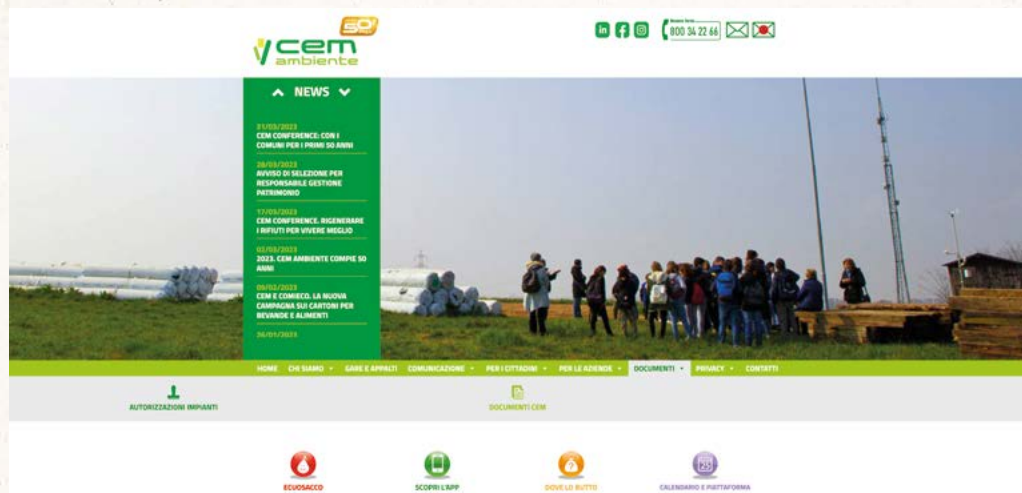 50!
cem
ambiente
in
Numero Verde
800 34 22 66
NEWS
31/03/2023
CEM CONFERENCE: CON I
COMUNI PER I PRIMI 50 ANNI
28/03/2023
AVVISO DI SELEZIONE PER
RESPONSABILE GESTIONE
PATRIMONIO
17/03/2023
CEM CONFERENCE. RIGENERARE
I RIFIUTI PER VIVERE MEGLIO
02/03/2023
2023. CEM AMBIENTE COMPIE 50
ANNI
09/02/2023
CEM E COMIECO. LA NUOVA
CAMPAGNA SUI CARTONI PER
BEVANDE E ALIMENTI
26/01/2023
HOME CHI SIAMO GARE E APPALTI COMUNICAZIONE PER I CITTADINI PER LE AZIENDE DOCUMENTI PRIVACY CONTATTI
AUTORIZZAZIONI IMPIANTI
DOCUMENTI CEM
25
ECUOSACCO
SCOPRI L'APP
DOVE LO BUTTO
CALENDARIO E PIATTAFORMA